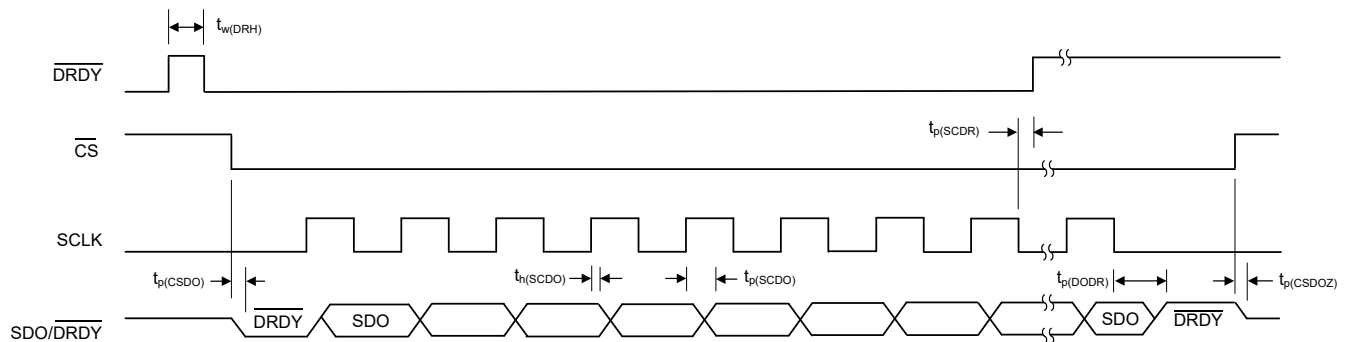 tw(DRH)
DRDY
tp(SCDR)
CS
SCLK
tp(CSDO)
th(SCDO)
tp(SCDO)
tp(DODR)
tp(CSDOZ)
SDO/DRDY
DRDY
SDO
SDO
DRDY